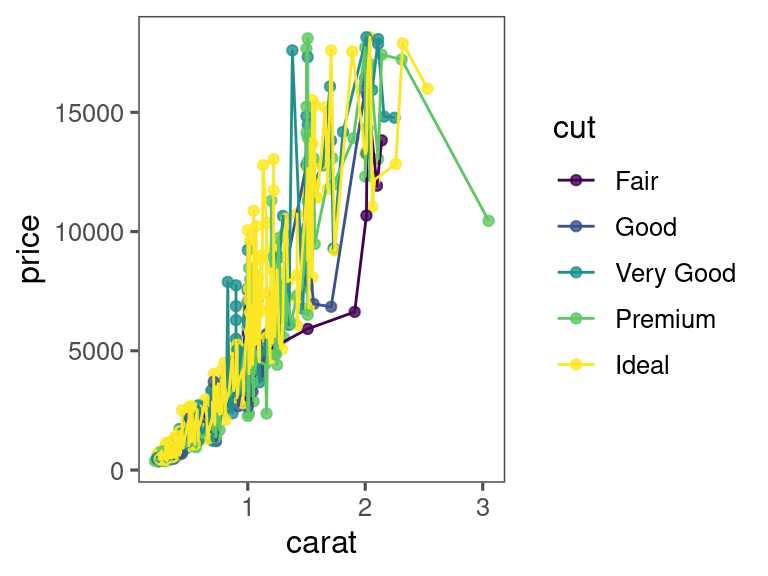 15000
10000
5000
0
price
1
2
3
carat
cut
Fair
Good
Very Good
Premium
Ideal